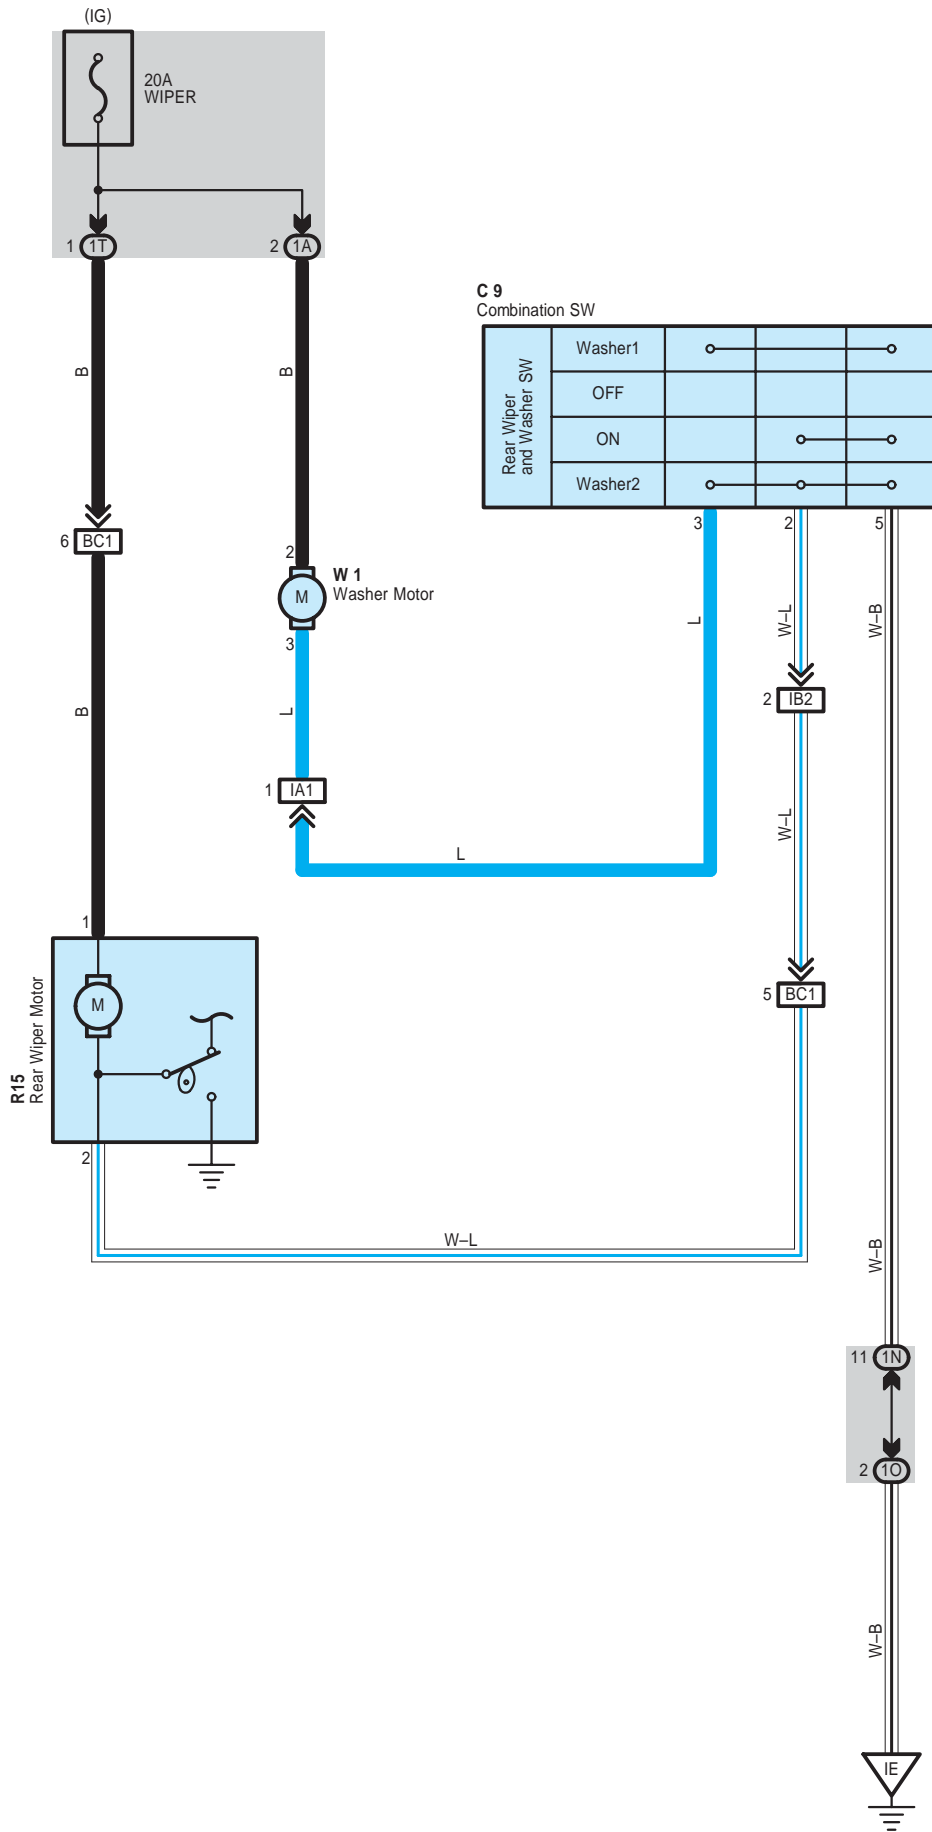 (IG)
20A
WIPER
1 1T
2 1A
C 9
Combination SW
Rear Wiper
and Washer SW
Washer1
OFF
ON
Washer2
B
B
3
2
5
6 BC1
2
W 1
Washer Motor
M
3
L
W–L
W–B
2 IB2
B
L
1 IA1
W–L
L
1
5 BC1
R15
Rear Wiper Motor
M
2
W–L
W–B
11 1N
2 1O
W–B
IE